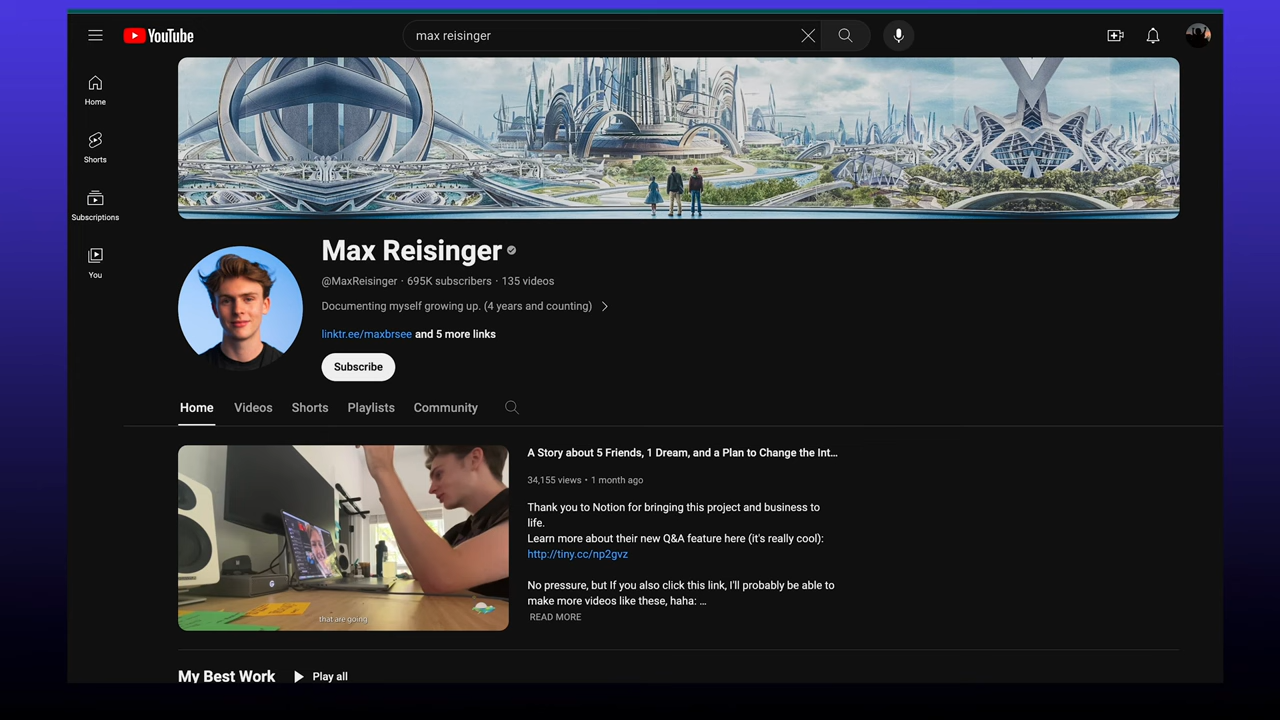 YouTube
max reisinger
Home
Shorts
Subscriptions
You
Max Reisinger
@MaxReisinger · 695K subscribers · 135 videos
Documenting myself growing up. (4 years and counting)
linktr.ee/maxbrsee and 5 more links
Subscribe
Home Videos Shorts Playlists Community
that are going
A Story about 5 Friends, 1 Dream, and a Plan to Change the Int...
34,155 views • 1 month ago
Thank you to Notion for bringing this project and business to
life.
Learn more about their new Q&A feature here (it's really cool):
http://tiny.cc/np2gvz
No pressure, but If you also click this link, I'll probably be able to
make more videos like these, haha: ...
READ MORE
My Best Work Play all